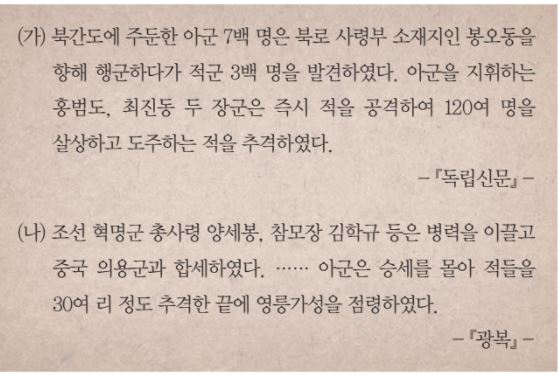 (가) 북간도에 주둔한 아군 7백 명은 북로 사령부 소재지인 봉오동을
향해 행군하다가 적군 3백 명을 발견하였다. 아군을 지휘하는
홍범도, 최진동 두 장군은 즉시 적을 공격하여 120여 명을
살상하고 도주하는 적을 추격하였다.
－『독립신문』－
(나) 조선 혁명군 총사령 양세봉, 참모장 김학규 등은 병력을 이끌고
중국 의용군과 합세하였다. …… 아군은 승세를 몰아 적들을
30여 리 정도 추격한 끝에 영릉가성을 점령하였다.
－『광복』－